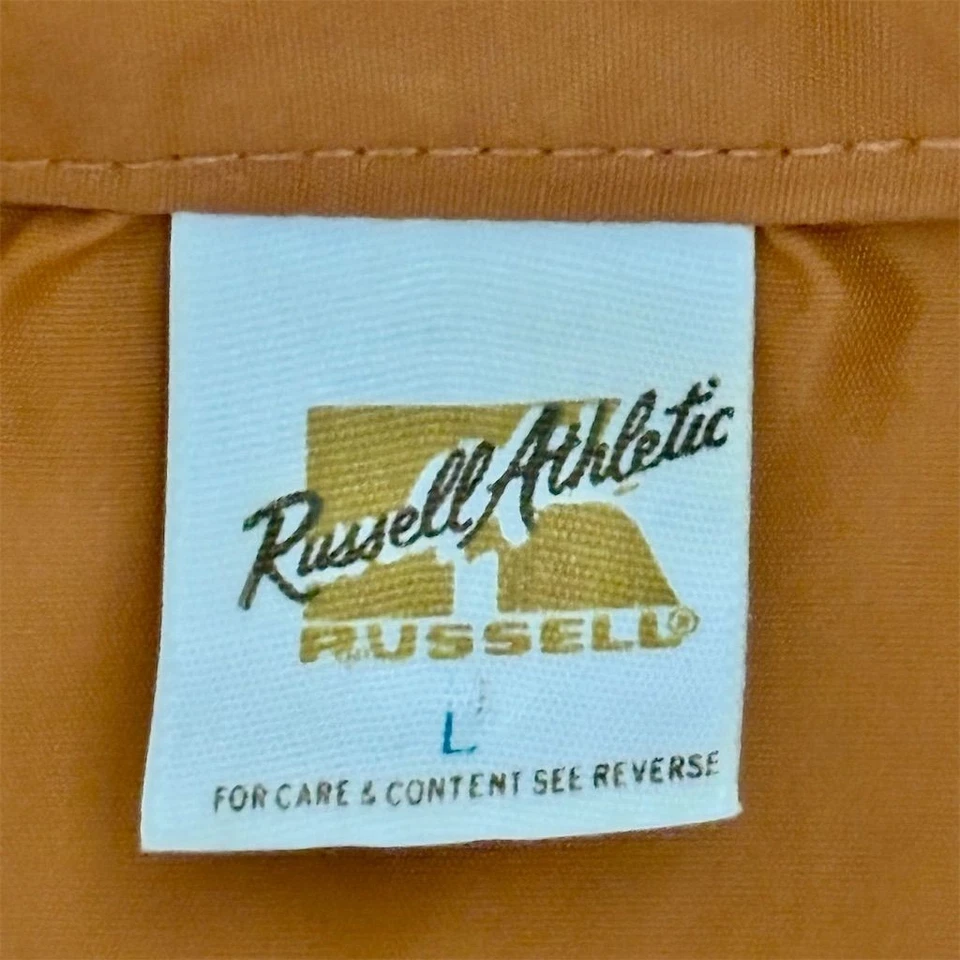 Russell Athletic
RUSSELL®
L
FOR CARE & CONTENT SEE REVERSE